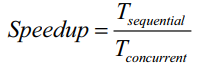 Speedup = T_sequential / T_concurrent